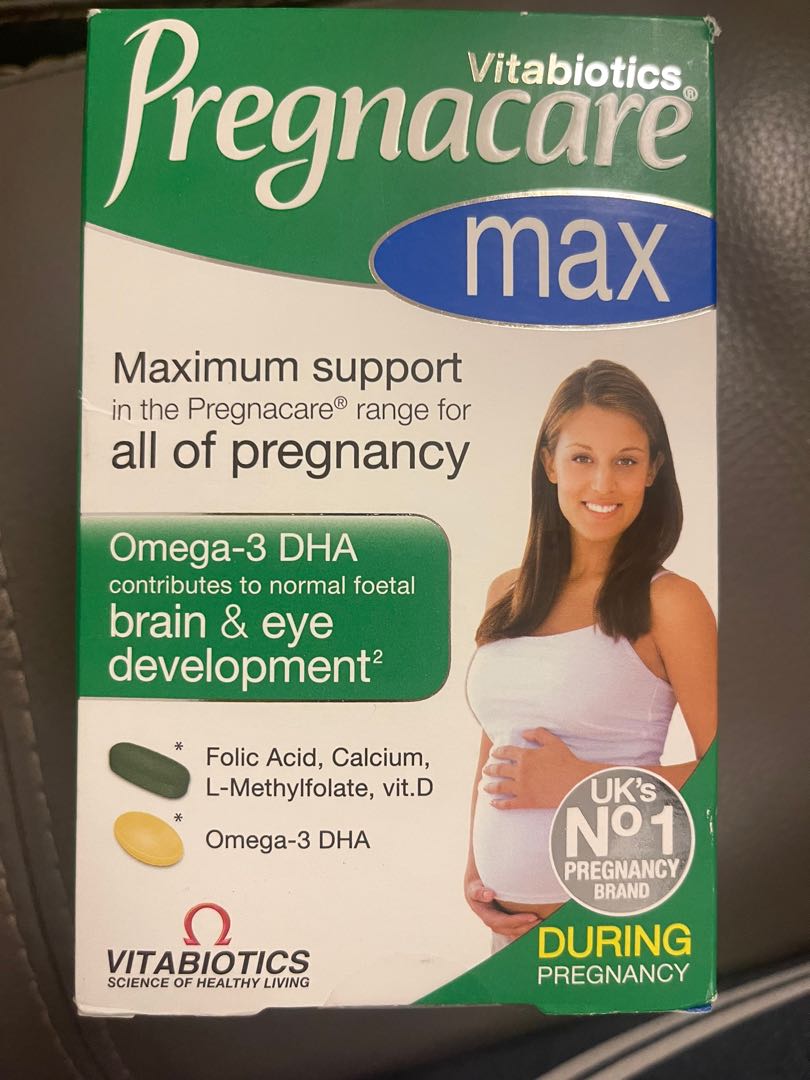 Vitabiotics
Pregnacare®
max
Maximum support
in the Pregnacare® range for
all of pregnancy
Omega-3 DHA
contributes to normal foetal
brain & eye
development²
* Folic Acid, Calcium,
L-Methylfolate, vit.D
* Omega-3 DHA
UK's
Nº1
PREGNANCY
BRAND
VITABIOTICS
SCIENCE OF HEALTHY LIVING
DURING
PREGNANCY